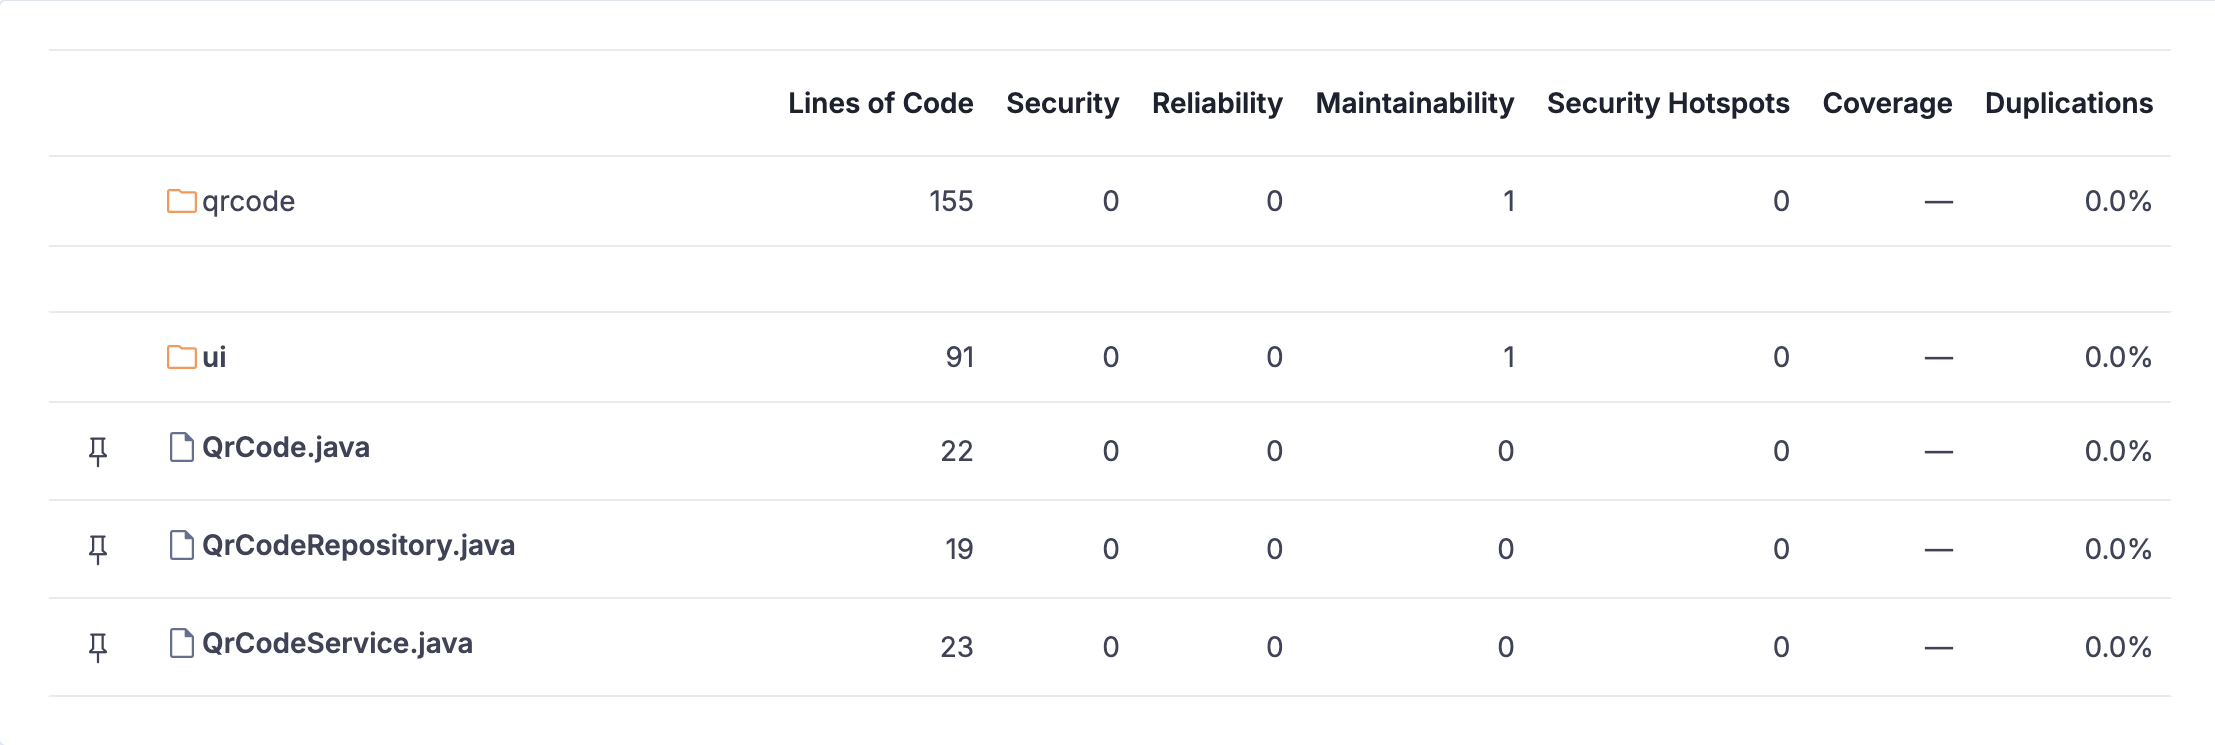 Lines of Code Security Reliability Maintainability Security Hotspots Coverage Duplications
qrcode 155 0 0 1 0 — 0.0%
ui 91 0 0 1 0 — 0.0%
QrCode.java 22 0 0 0 0 — 0.0%
QrCodeRepository.java 19 0 0 0 0 — 0.0%
QrCodeService.java 23 0 0 0 0 — 0.0%